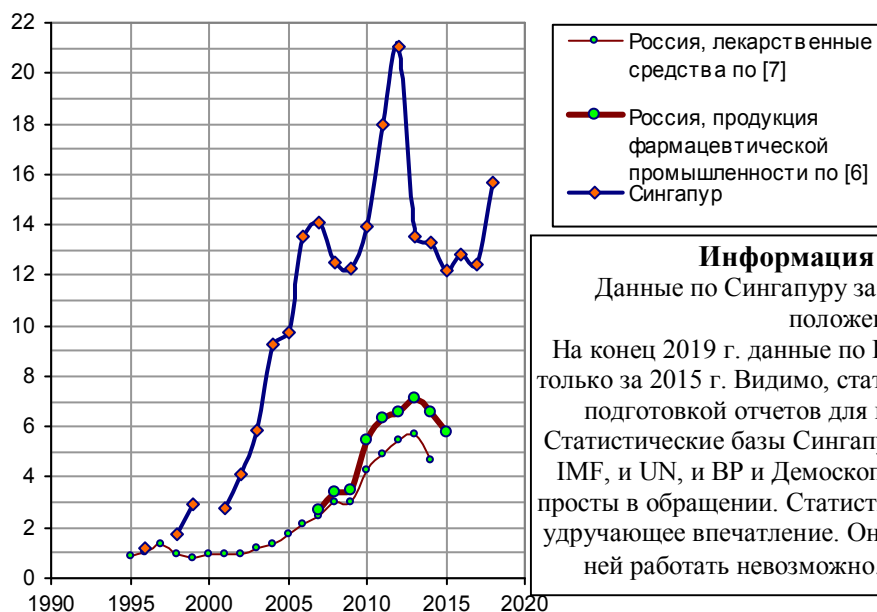 22
20
18
16
14
12
10
8
6
4
2
0
1990 1995 2000 2005 2010 2015 2020
Россия, лекарственные
средства по [7]
Россия, продукция
фармацевтической
промышленности по [6]
Сингапур
Информация
Данные по Сингапуру за
положен
На конец 2019 г. данные по
только за 2015 г. Видимо, стат
подготовкой отчетов для
Статистические базы Сингап
IMF, и UN, и BP и Демоскоп
просты в обращении. Статист
удручающее впечатление. Он
ней работать невозможно.